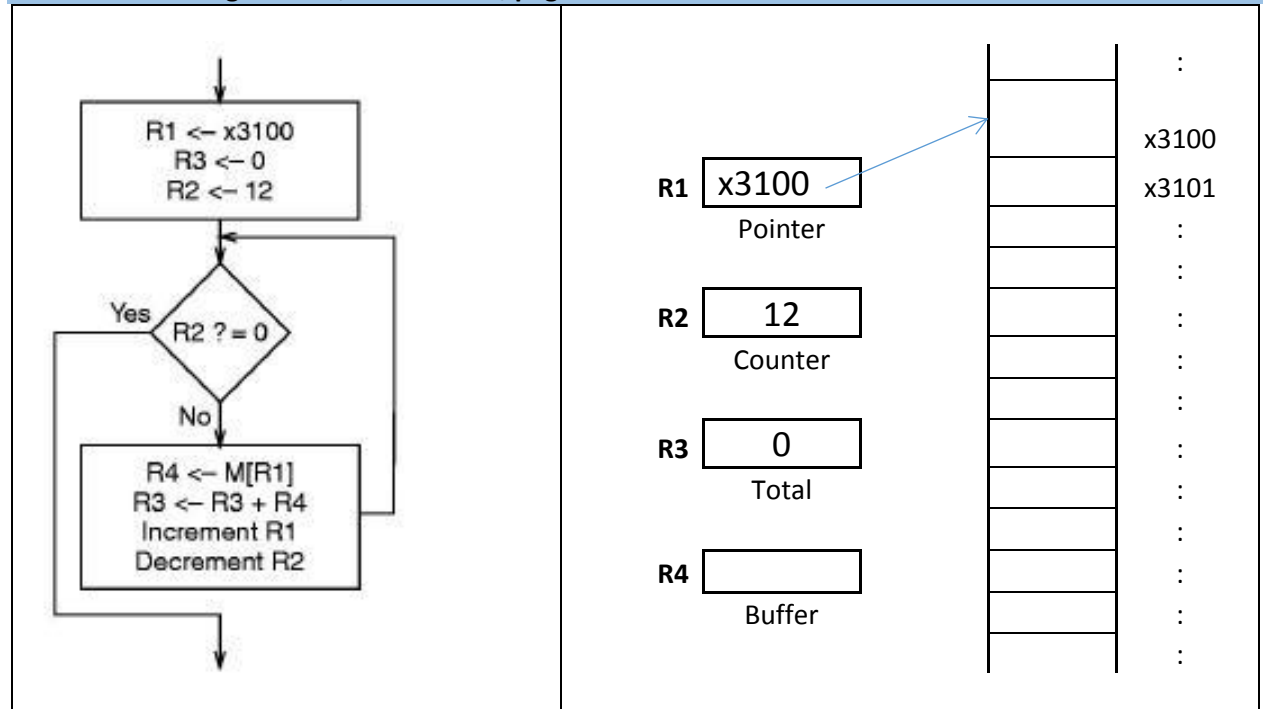 R1 <– x3100
R3 <– 0
R2 <– 12
Yes
R2 ? = 0
No
R4 <– M[R1]
R3 <– R3 + R4
Increment R1
Decrement R2
:
x3100
R1 x3100
x3101
Pointer
:
:
R2 12
:
Counter
:
:
R3 0
:
Total
:
:
R4
:
Buffer
:
: